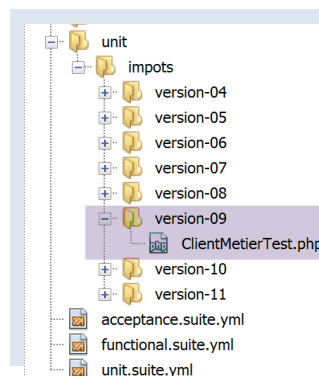 unit
impots
version-04
version-05
version-06
version-07
version-08
version-09
php ClientMetierTest.php
version-10
version-11
acceptance.suite.yml
functional.suite.yml
unit.suite.yml